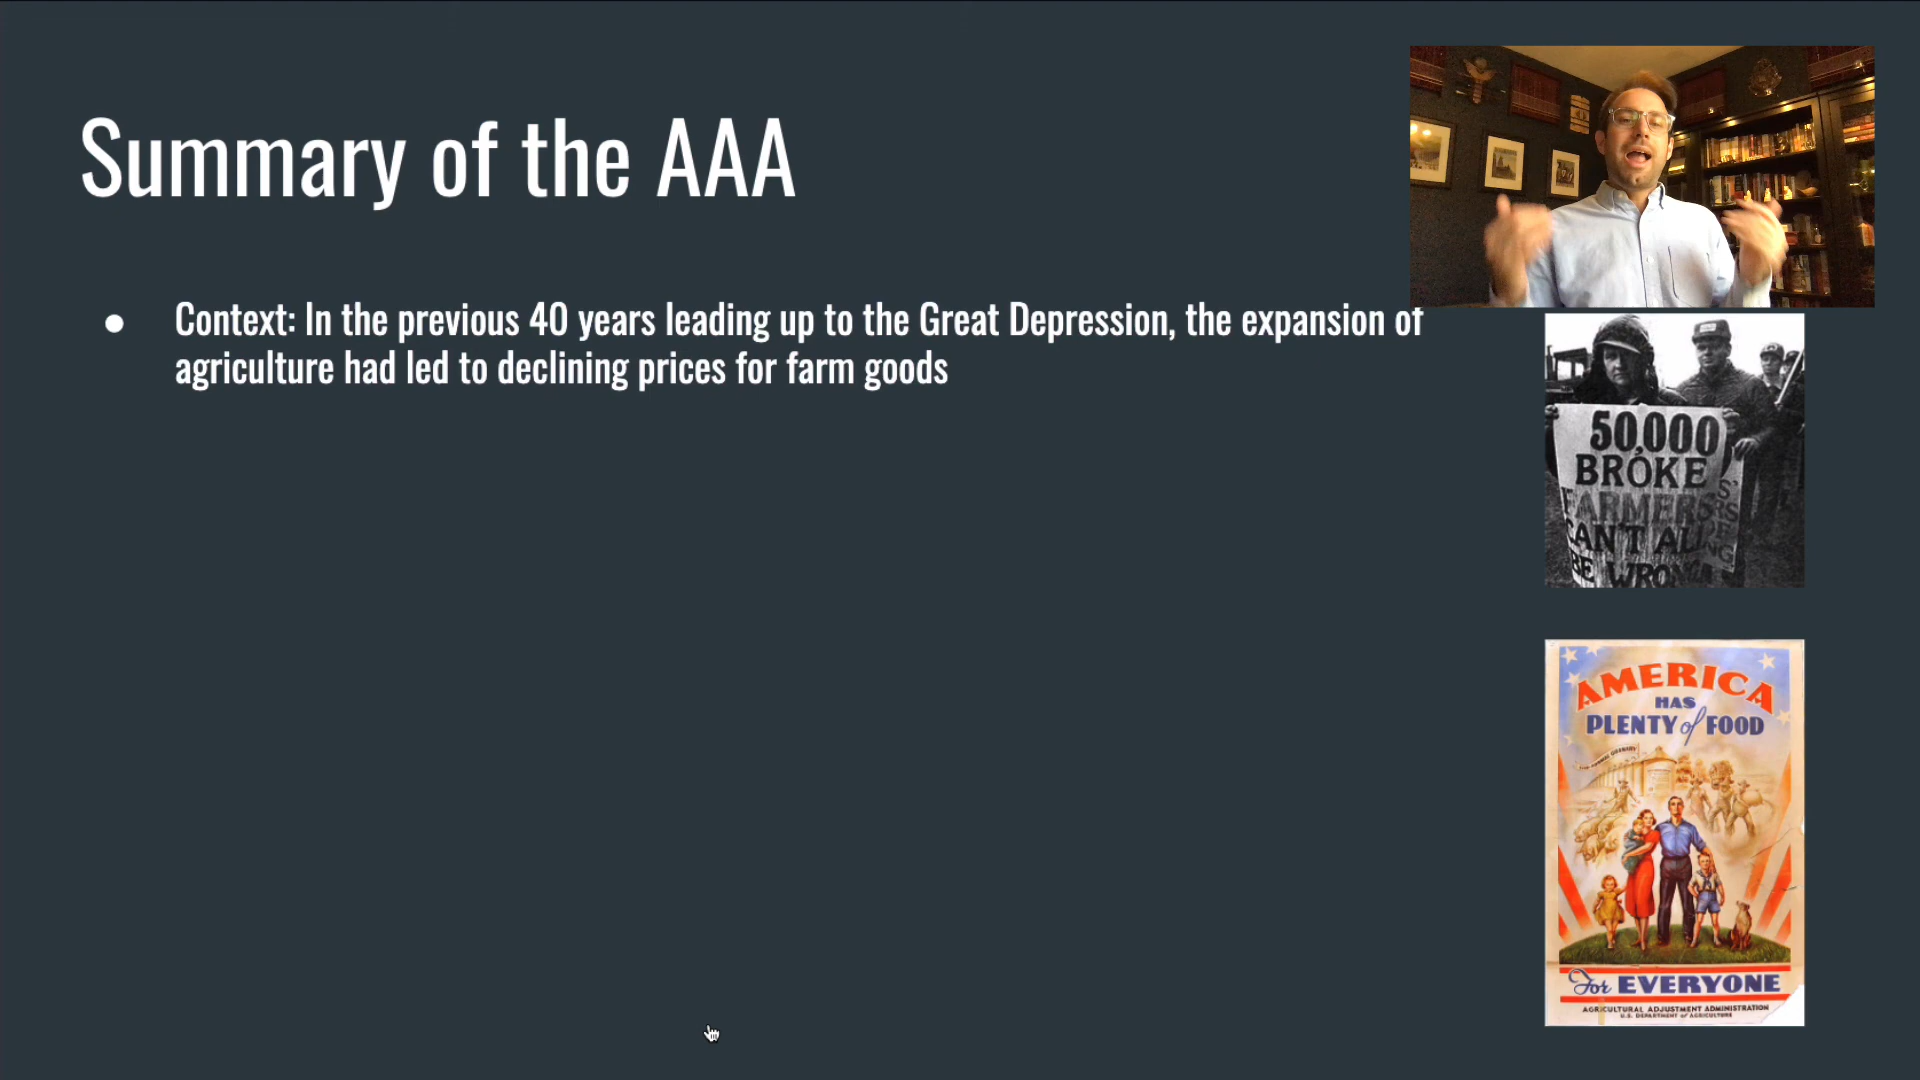 Summary of the AAA
● Context: In the previous 40 years leading up to the Great Depression, the expansion of
agriculture had led to declining prices for farm goods
50,000
BROKE
FARMERS
CAN'T ALL
BE WRONG
AMERICA
HAS
PLENTY of FOOD
For EVERYONE
AGRICULTURAL ADJUSTMENT ADMINISTRATION
U.S. DEPARTMENT of AGRICULTURE